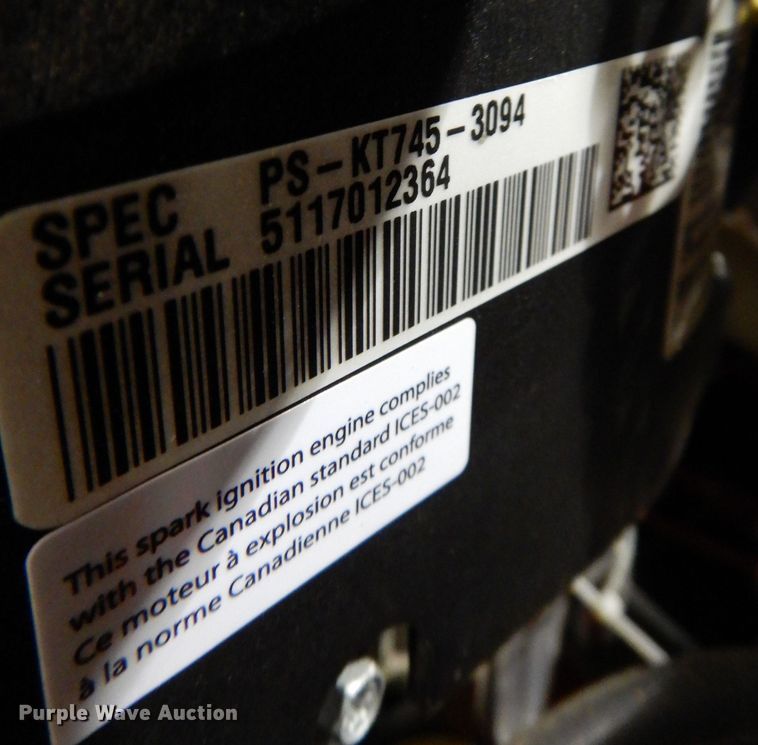 SPEC PS-KT745-3094
SERIAL 5117012364
This spark ignition engine complies
with the Canadian standard ICES-002
Ce moteur à explosion est conforme
à la norme Canadienne ICES-002
Purple Wave Auction